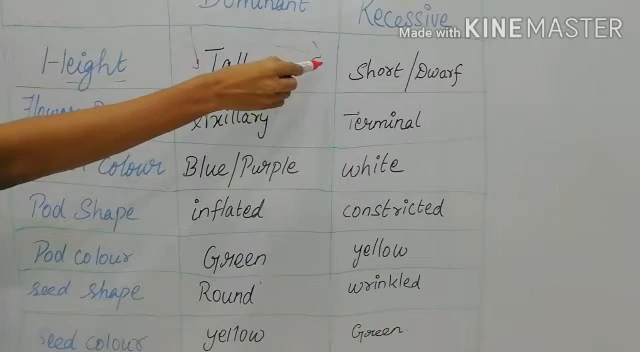 Dominant Recessive
Made with KINEMASTER
Height Tall Short/Dwarf
Flower Axillary Terminal
Colour Blue/Purple white
Pod Shape inflated constricted
Pod colour Green yellow
seed shape Round wrinkled
seed colour yellow Green